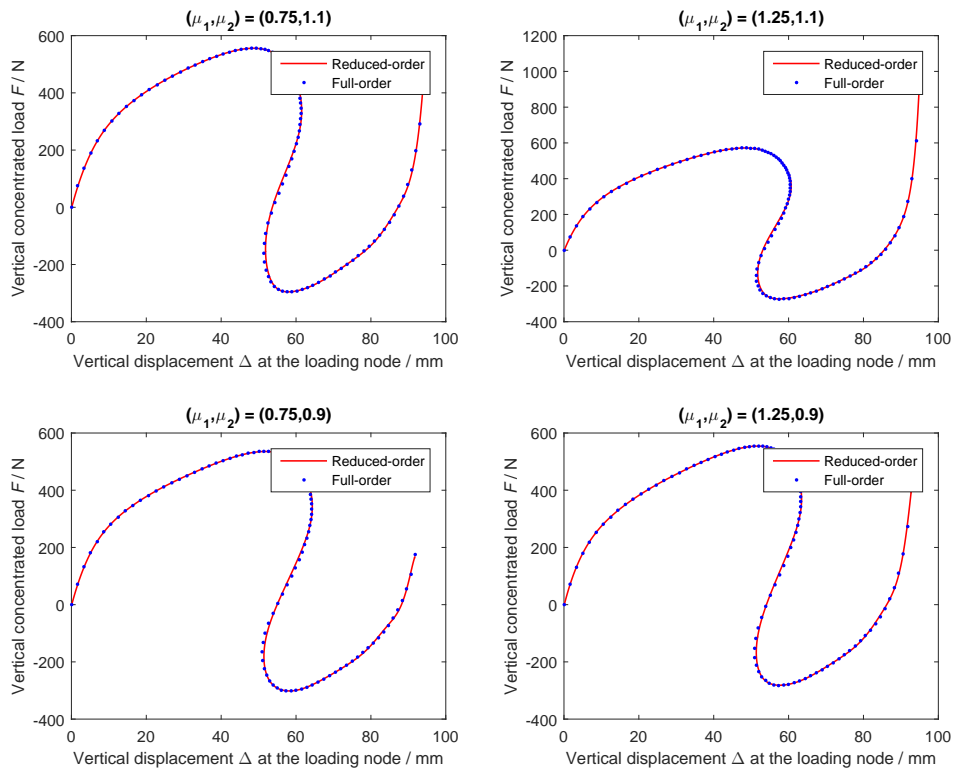 (μ1,μ2) = (0.75,1.1)
600
400
200
0
-200
-400
0 20 40 60 80 100
Vertical concentrated load F / N
Vertical displacement Δ at the loading node / mm
Reduced-order
Full-order
(μ1,μ2) = (1.25,1.1)
1200
1000
800
600
400
200
0
-200
-400
0 20 40 60 80 100
Vertical concentrated load F / N
Vertical displacement Δ at the loading node / mm
Reduced-order
Full-order
(μ1,μ2) = (0.75,0.9)
600
400
200
0
-200
-400
0 20 40 60 80 100
Vertical concentrated load F / N
Vertical displacement Δ at the loading node / mm
Reduced-order
Full-order
(μ1,μ2) = (1.25,0.9)
600
400
200
0
-200
-400
0 20 40 60 80 100
Vertical concentrated load F / N
Vertical displacement Δ at the loading node / mm
Reduced-order
Full-order